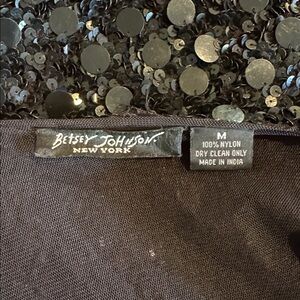 BETSEY JOHNSON.
NEW YORK
M
100% NYLON
DRY CLEAN ONLY
MADE IN INDIA